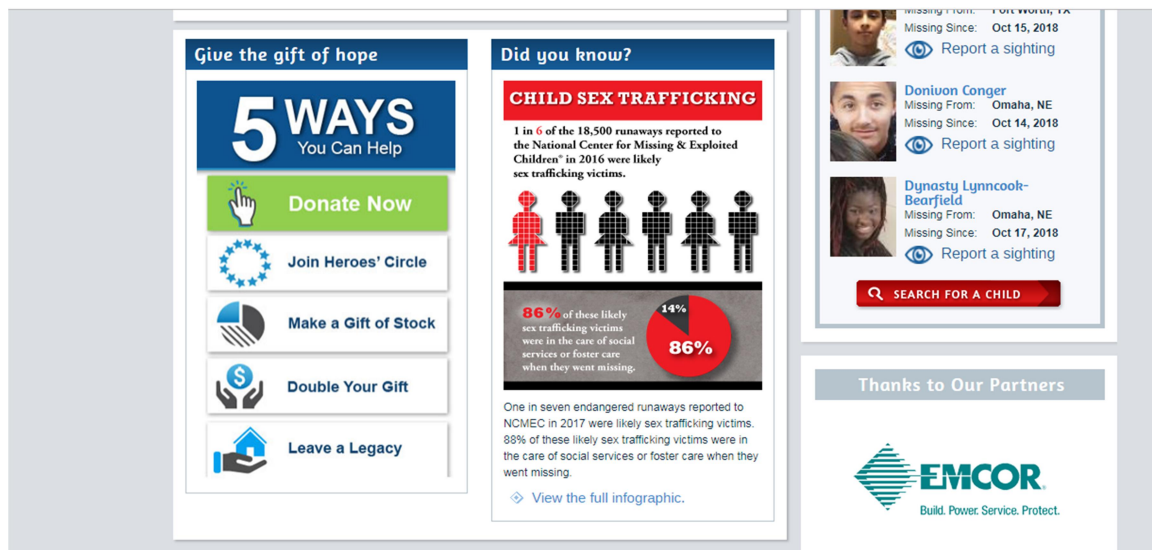 Give the gift of hope
5 WAYS
You Can Help
Donate Now
Join Heroes' Circle
Make a Gift of Stock
Double Your Gift
Leave a Legacy
Did you know?
CHILD SEX TRAFFICKING
1 in 6 of the 18,500 runaways reported to
the National Center for Missing & Exploited
Children® in 2016 were likely
sex trafficking victims.
86% of these likely
sex trafficking victims
were in the care of social
services or foster care
when they went missing.
14%
86%
One in seven endangered runaways reported to
NCMEC in 2017 were likely sex trafficking victims.
88% of these likely sex trafficking victims were in
the care of social services or foster care when they
went missing.
View the full infographic.
Missing From: Fort Worth, TX
Missing Since: Oct 15, 2018
Report a sighting
Donivon Conger
Missing From: Omaha, NE
Missing Since: Oct 14, 2018
Report a sighting
Dynasty Lynncook-
Bearfield
Missing From: Omaha, NE
Missing Since: Oct 17, 2018
Report a sighting
SEARCH FOR A CHILD
Thanks to Our Partners
EMCOR
Build. Power. Service. Protect.